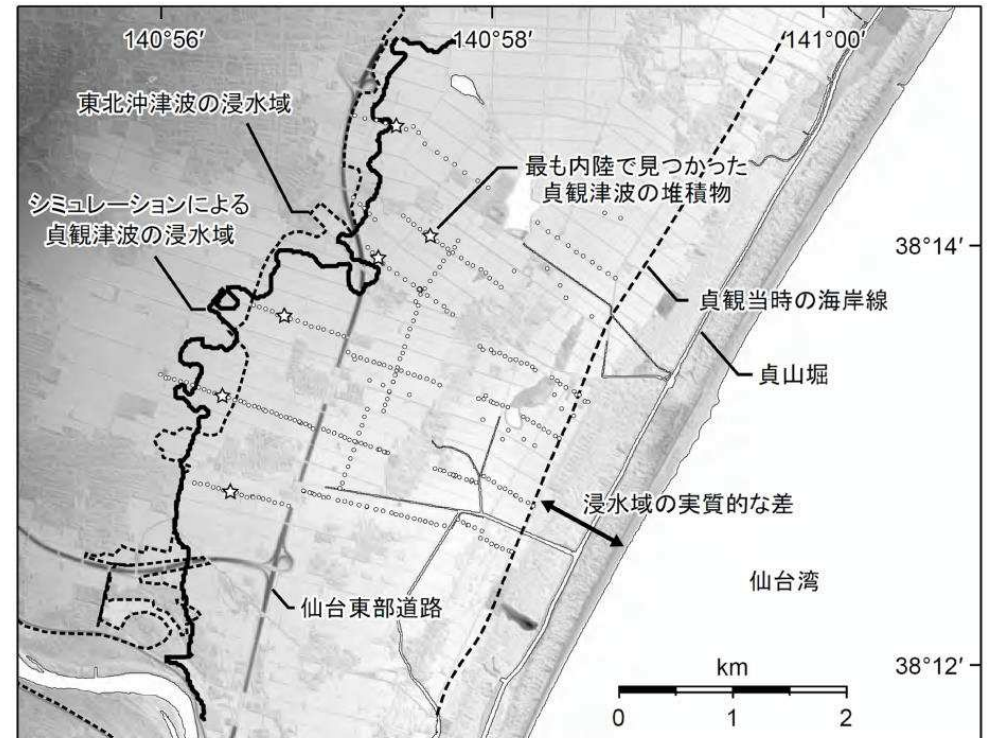 140°56′
140°58′
141°00′
東北沖津波の浸水域
最も内陸で見つかった
貞観津波の堆積物
シミュレーションによる
貞観津波の浸水域
38°14′
貞観当時の海岸線
貞山堀
浸水域の実質的な差
仙台湾
仙台東部道路
38°12′
km
0 1 2